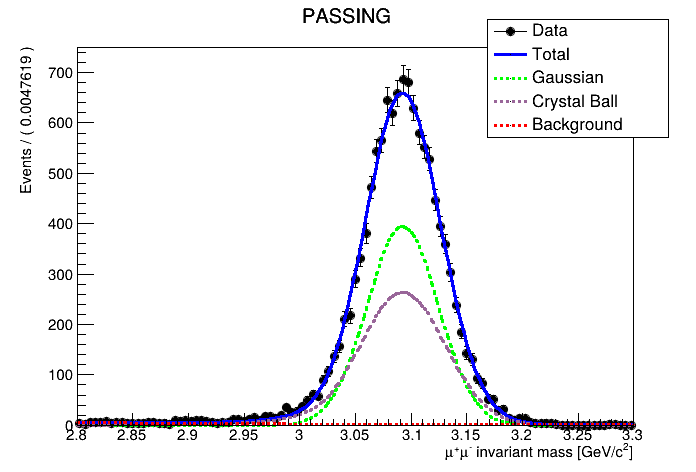 PASSING
Data
Total
Gaussian
Crystal Ball
Background
Events / ( 0.0047619 )
700
600
500
400
300
200
100
0
2.8 2.85 2.9 2.95 3 3.05 3.1 3.15 3.2 3.25 3.3
μ⁺μ⁻ invariant mass [GeV/c²]